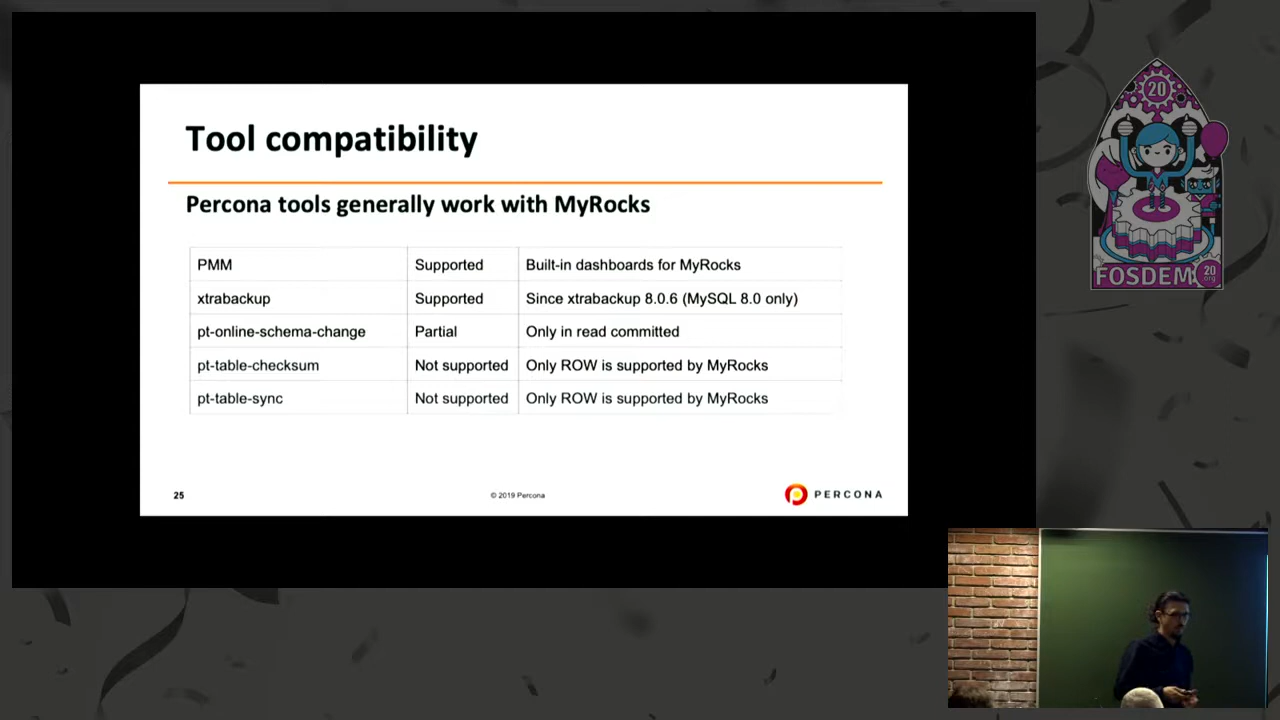 Tool compatibility
Percona tools generally work with MyRocks
PMM Supported Built-in dashboards for MyRocks
xtrabackup Supported Since xtrabackup 8.0.6 (MySQL 8.0 only)
pt-online-schema-change Partial Only in read committed
pt-table-checksum Not supported Only ROW is supported by MyRocks
pt-table-sync Not supported Only ROW is supported by MyRocks
25
© 2019 Percona
PERCONA
20
FOSDEM
20
.org